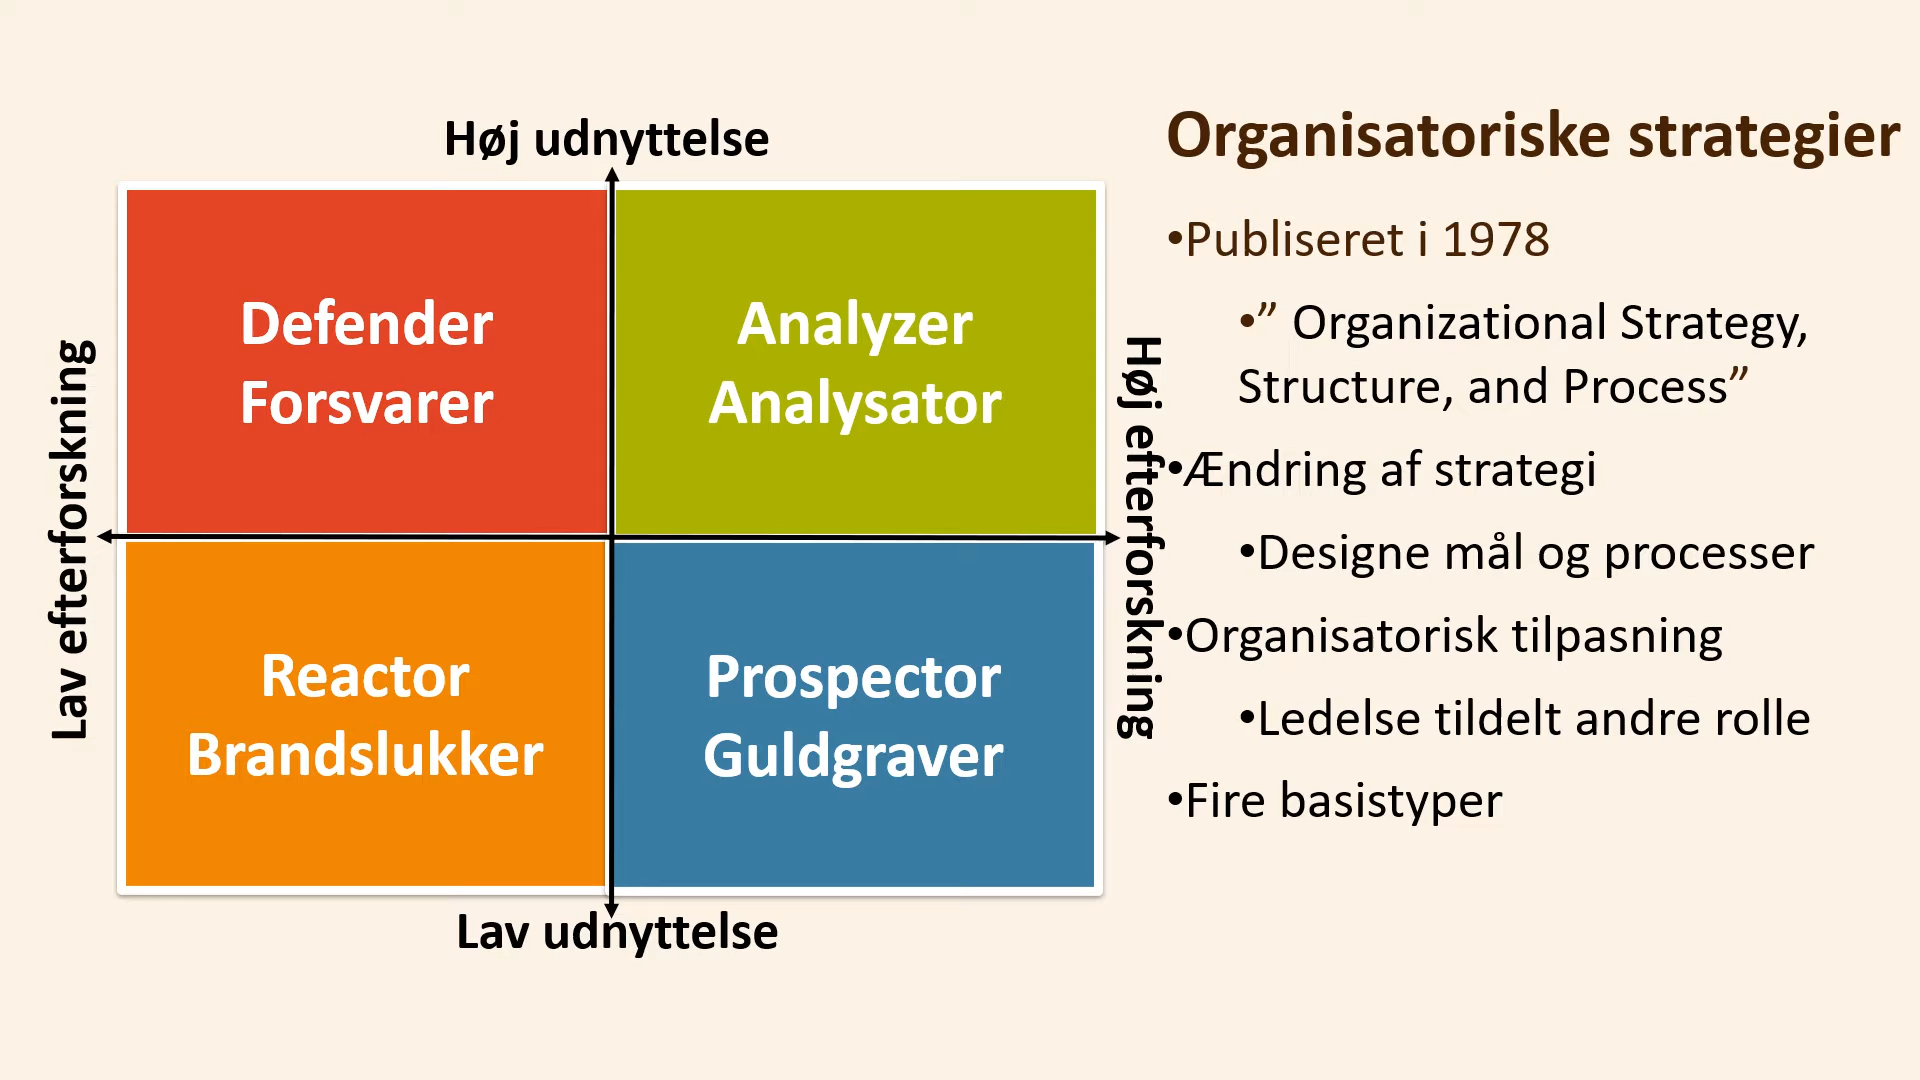 Organisatoriske strategier
Høj udnyttelse
Defender
Forsvarer
Analyzer
Analysator
Lav efterforskning
Høj efterforskning
Reactor
Brandslukker
Prospector
Guldgraver
Lav udnyttelse
•Publiseret i 1978
•” Organizational Strategy,
Structure, and Process”
•Ændring af strategi
•Designe mål og processer
•Organisatorisk tilpasning
•Ledelse tildelt andre rolle
•Fire basistyper